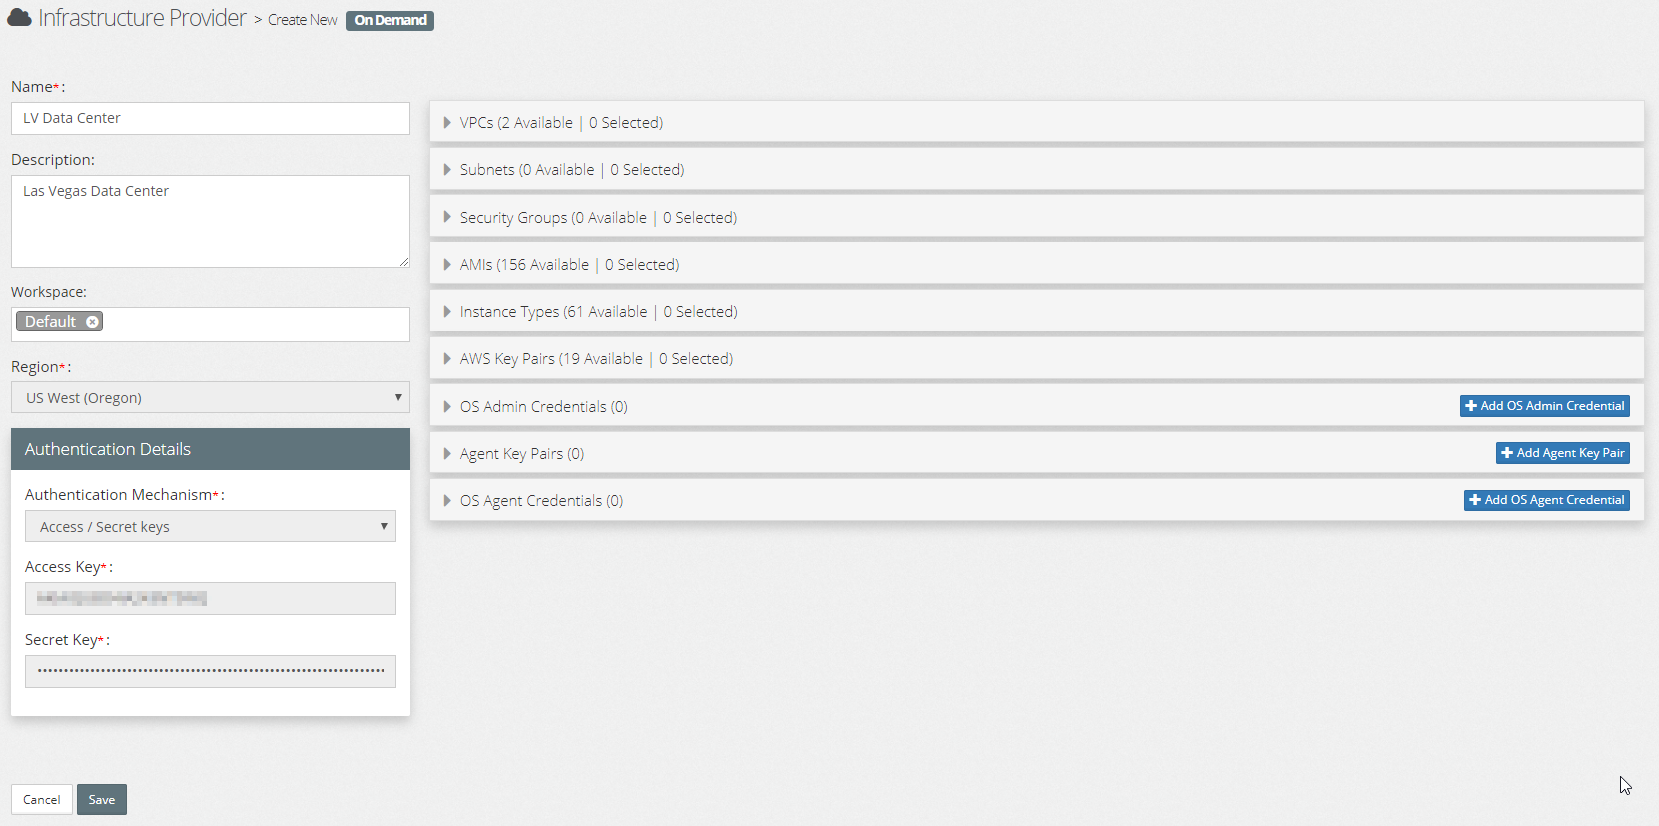 Infrastructure Provider > Create New On Demand
Name*:
LV Data Center
Description:
Las Vegas Data Center
Workspace:
Default
Region*:
US West (Oregon)
Authentication Details
Authentication Mechanism*:
Access / Secret keys
Access Key*:
Secret Key*:
Cancel Save
VPCs (2 Available | 0 Selected)
Subnets (0 Available | 0 Selected)
Security Groups (0 Available | 0 Selected)
AMIs (156 Available | 0 Selected)
Instance Types (61 Available | 0 Selected)
AWS Key Pairs (19 Available | 0 Selected)
OS Admin Credentials (0) Add OS Admin Credential
Agent Key Pairs (0) Add Agent Key Pair
OS Agent Credentials (0) Add OS Agent Credential